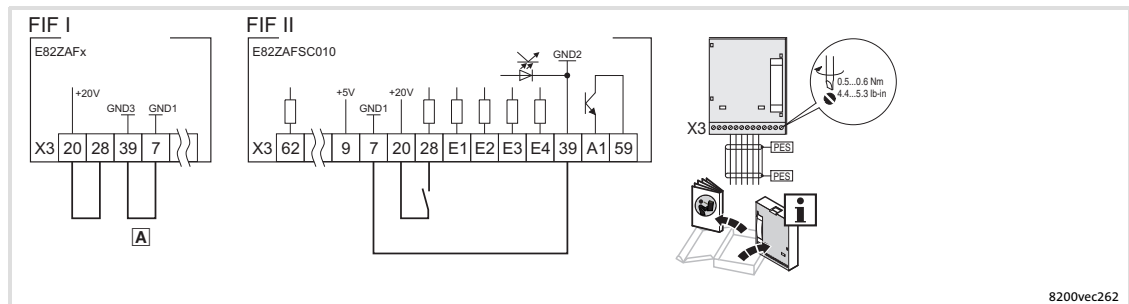 FIF I
E82ZAFx
+20V
GND3
GND1
X3 20 28 39 7
A
FIF II
E82ZAFSC010
+5V
GND1
+20V
GND2
X3 62 9 7 20 28 E1 E2 E3 E4 39 A1 59
0.5...0.6 Nm
4.4...5.3 lb-in
X3
PES
PES
i
8200vec262